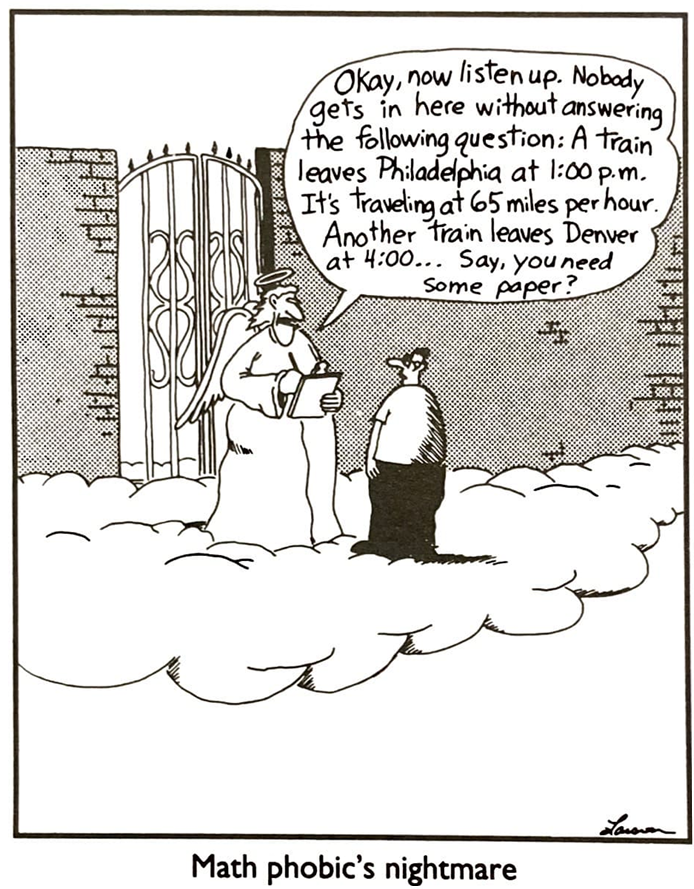 Okay, now listen up. Nobody
gets in here without answering
the following question: A train
leaves Philadelphia at 1:00 p.m.
It's traveling at 65 miles per hour.
Another train leaves Denver
at 4:00... Say, you need
some paper?
Larson
Math phobic's nightmare